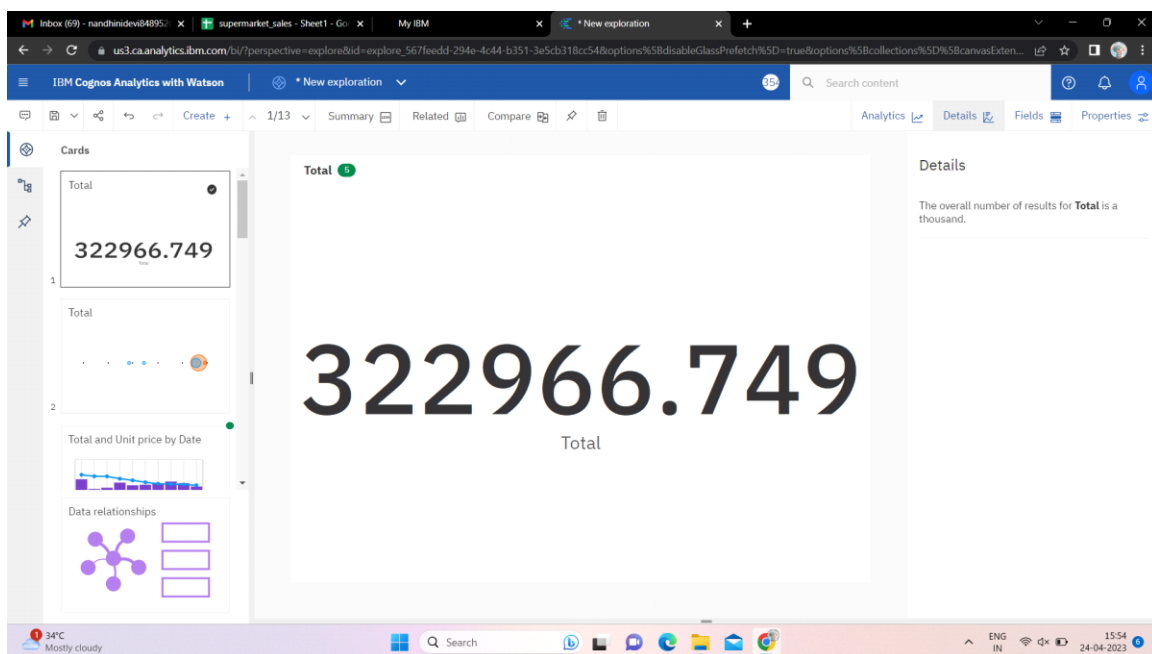 Inbox (69) - nandhinidevi848952
supermarket_sales - Sheet1 - Go
My IBM
* New exploration
us3.ca.analytics.ibm.com/bi/?perspective=explore&id=explore_567feedd-294e-4c44-b351-3e5cb318cc54&options%5BdisableGlassPrefetch%5D=true&options%5Bcollections%5D%5BcanvasExten...
IBM Cognos Analytics with Watson
* New exploration
354
Search content
Create +
1/13
Summary
Related
Compare
Analytics
Details
Fields
Properties
Cards
Total
322966.749
Total
1
Total
2
Total and Unit price by Date
Data relationships
Total 5
322966.749
Total
Details
The overall number of results for Total is a
thousand.
1
34°C
Mostly cloudy
Search
ENG
IN
15:54
24-04-2023
6